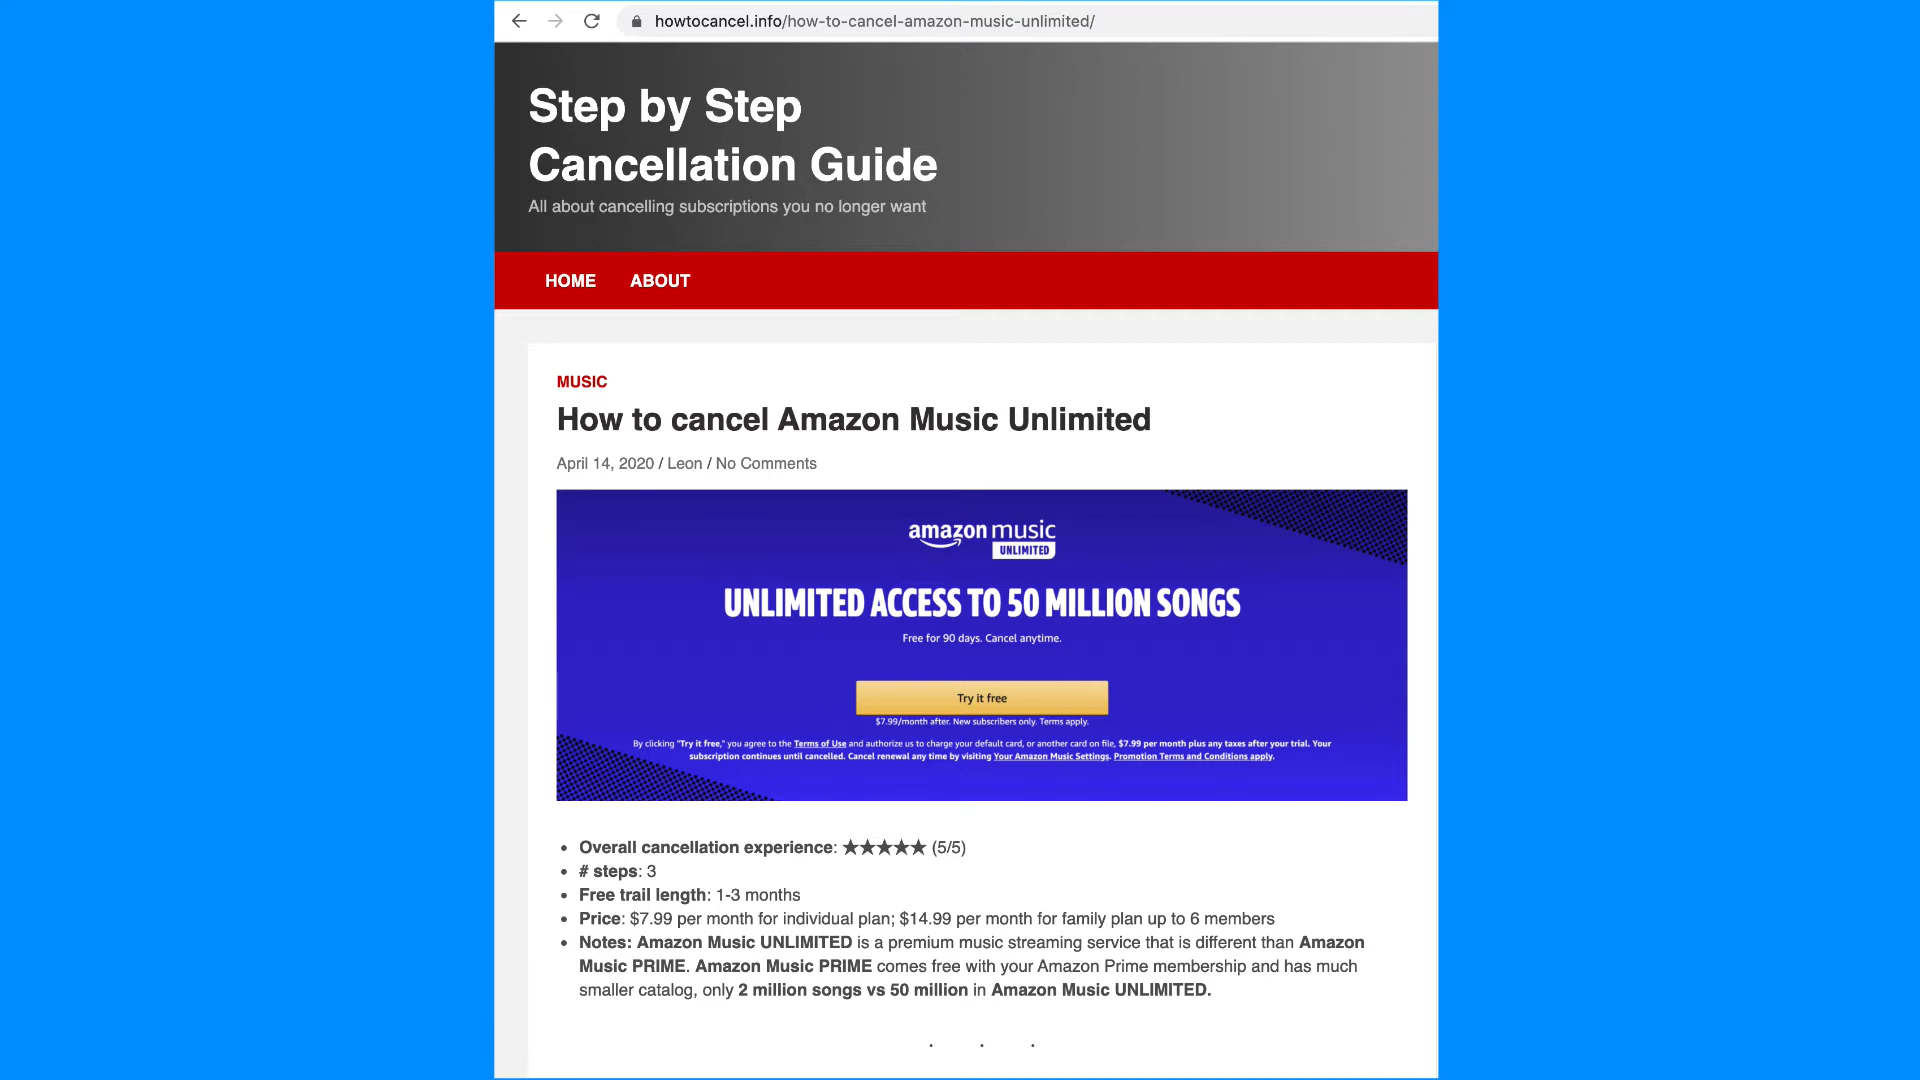 howtocancel.info/how-to-cancel-amazon-music-unlimited/
Step by Step
Cancellation Guide
All about cancelling subscriptions you no longer want
HOME ABOUT
MUSIC
How to cancel Amazon Music Unlimited
April 14, 2020 / Leon / No Comments
amazon music
UNLIMITED
UNLIMITED ACCESS TO 50 MILLION SONGS
Free for 90 days. Cancel anytime.
Try it free
$7.99/month after. New subscribers only. Terms apply.
By clicking "Try it free," you agree to the Terms of Use and authorize us to charge your default card, or another card on file, $7.99 per month plus any taxes after your trial. Your
subscription continues until cancelled. Cancel renewal any time by visiting Your Amazon Music Settings. Promotion Terms and Conditions apply.
• Overall cancellation experience: ★★★★★ (5/5)
• # steps: 3
• Free trail length: 1-3 months
• Price: $7.99 per month for individual plan; $14.99 per month for family plan up to 6 members
• Notes: Amazon Music UNLIMITED is a premium music streaming service that is different than Amazon
Music PRIME. Amazon Music PRIME comes free with your Amazon Prime membership and has much
smaller catalog, only 2 million songs vs 50 million in Amazon Music UNLIMITED.
. . .